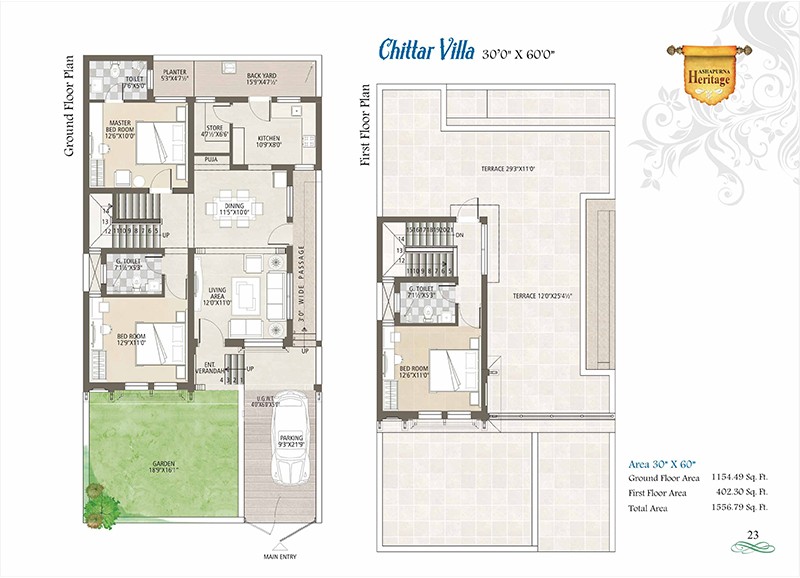 Chittar Villa 30'0" X 60'0"
ASHAPURNA
Heritage
Ground Floor Plan
TOILET
7'6"X5'0"
PLANTER
5'3"X4'7½"
BACK YARD
15'9"X4'7½"
MASTER
BED ROOM
12'6"X10'0"
STORE
4'7½"X6'6"
KITCHEN
10'9"X8'0"
PUJA
DINING
11'5"X10'0"
14
13
12
11 10 9 8 7 6 5
UP
G. TOILET
7'1½"X5'3"
LIVING
AREA
12'0"X11'0"
3'0" WIDE PASSAGE
BED ROOM
12'9"X11'0"
UP
ENT.
VERANDAH
UP
4 3 2 1
U.G.W.T.
PARKING
9'3"X21'9"
GARDEN
18'9"X16'1"
MAIN ENTRY
First Floor Plan
TERRACE 29'3"X11'0"
15 16 17 18 19 20 21
DN
14
13
12
11 10 9 8 7 6 5
G. TOILET
7'1½"X5'3"
TERRACE 12'0"X25'4½"
BED ROOM
12'6"X11'0"
Area 30" X 60"
Ground Floor Area 1154.49 Sq. Ft.
First Floor Area 402.30 Sq. Ft.
Total Area 1556.79 Sq. Ft.
23